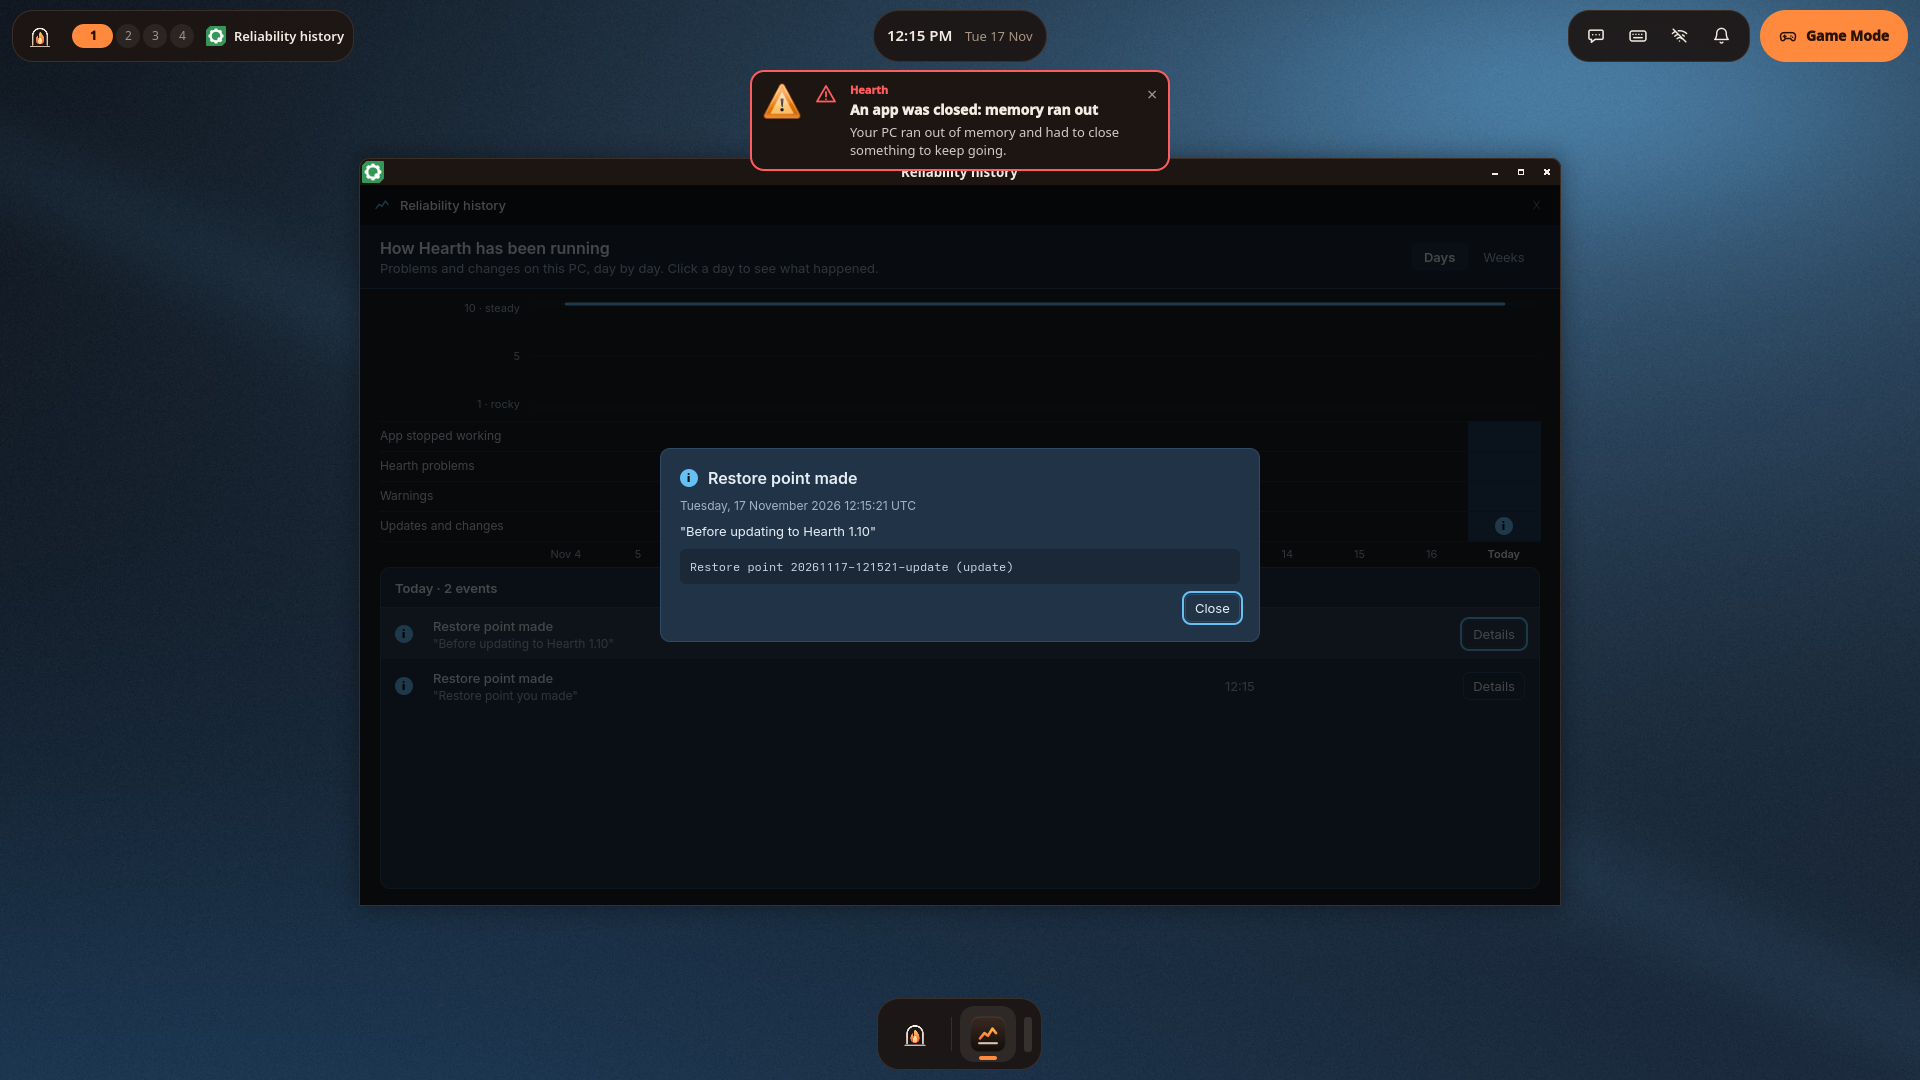 1 2 3 4 Reliability history
12:15 PM Tue 17 Nov
Game Mode
Hearth
An app was closed: memory ran out
Your PC ran out of memory and had to close
something to keep going.
Reliability history
Reliability history
How Hearth has been running
Problems and changes on this PC, day by day. Click a day to see what happened.
Days Weeks
10 · steady
5
1 · rocky
App stopped working
Hearth problems
Warnings
Updates and changes
Nov 4 5 14 15 16 Today
Restore point made
Tuesday, 17 November 2026 12:15:21 UTC
"Before updating to Hearth 1.10"
Restore point 20261117-121521-update (update)
Close
Today · 2 events
Restore point made
"Before updating to Hearth 1.10"
Details
Restore point made
"Restore point you made"
12:15
Details